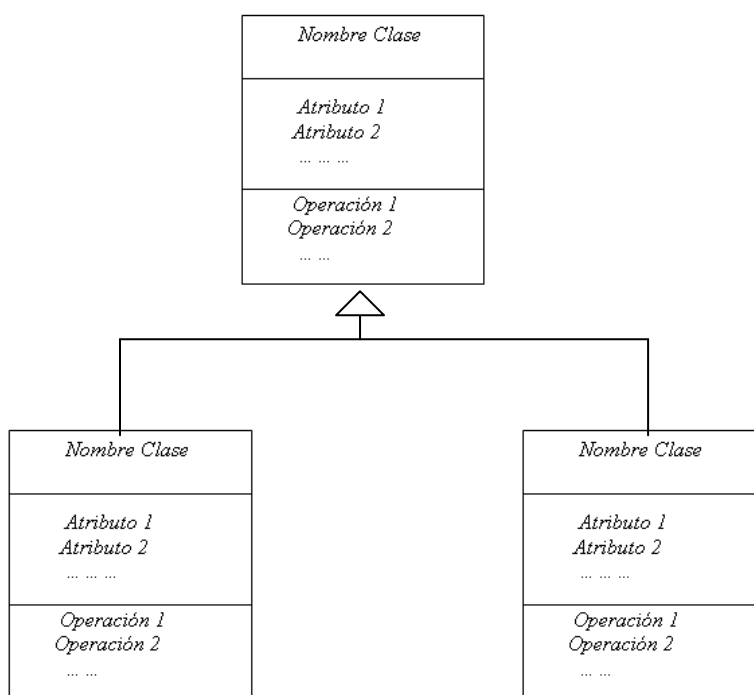 Nombre Clase
Atributo 1
Atributo 2
... ... ...
Operación 1
Operación 2
... ...
Nombre Clase
Atributo 1
Atributo 2
... ... ...
Operación 1
Operación 2
... ...
Nombre Clase
Atributo 1
Atributo 2
... ... ...
Operación 1
Operación 2
... ...